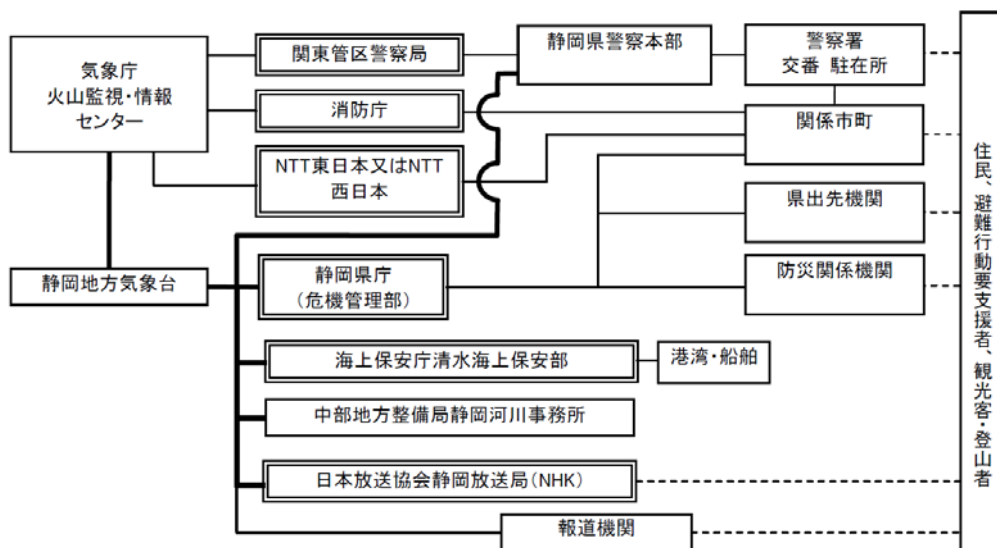 気象庁
火山監視・情報
センター
関東管区警察局
静岡県警察本部
警察署
交番 駐在所
消防庁
関係市町
NTT東日本又はNTT
西日本
県出先機関
静岡地方気象台
静岡県庁
（危機管理部）
防災関係機関
海上保安庁清水海上保安部
港湾・船舶
中部地方整備局静岡河川事務所
日本放送協会静岡放送局（NHK）
報道機関
住民、避難行動要支援者、観光客・登山者